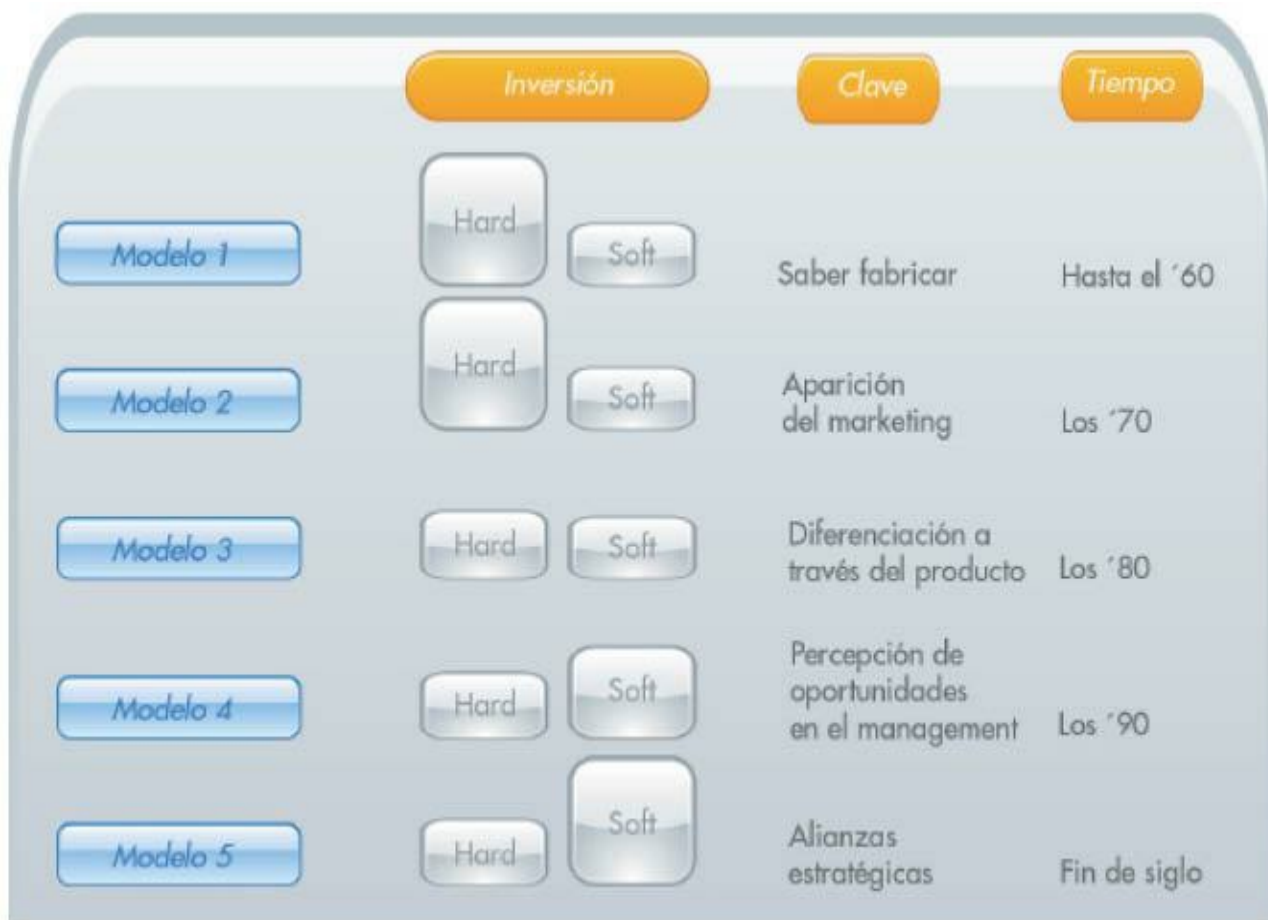 Inversión Clave Tiempo
Modelo 1 Hard Soft Saber fabricar Hasta el ´60
Modelo 2 Hard Soft Aparición
del marketing Los ´70
Modelo 3 Hard Soft Diferenciación a
través del producto Los ´80
Modelo 4 Hard Soft Percepción de
oportunidades
en el management Los ´90
Modelo 5 Hard Soft Alianzas
estratégicas Fin de siglo